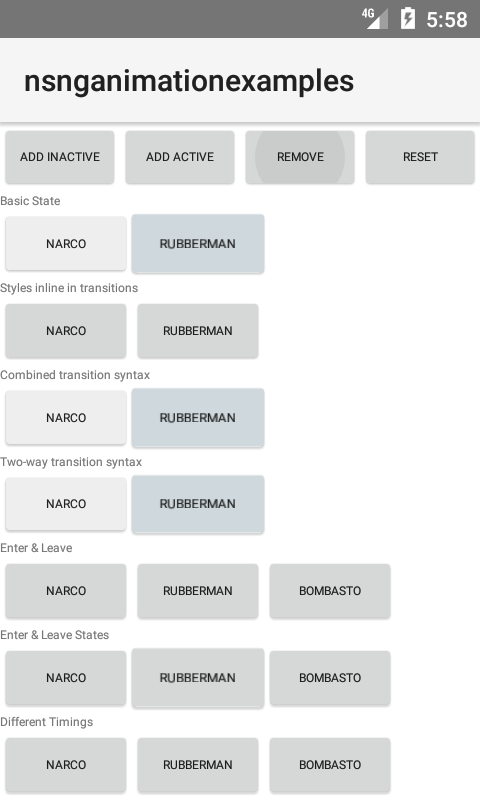 4G 5:58
nsnganimationexamples
ADD INACTIVE ADD ACTIVE REMOVE RESET
Basic State
NARCO RUBBERMAN
Styles inline in transitions
NARCO RUBBERMAN
Combined transition syntax
NARCO RUBBERMAN
Two-way transition syntax
NARCO RUBBERMAN
Enter & Leave
NARCO RUBBERMAN BOMBASTO
Enter & Leave States
NARCO RUBBERMAN BOMBASTO
Different Timings
NARCO RUBBERMAN BOMBASTO